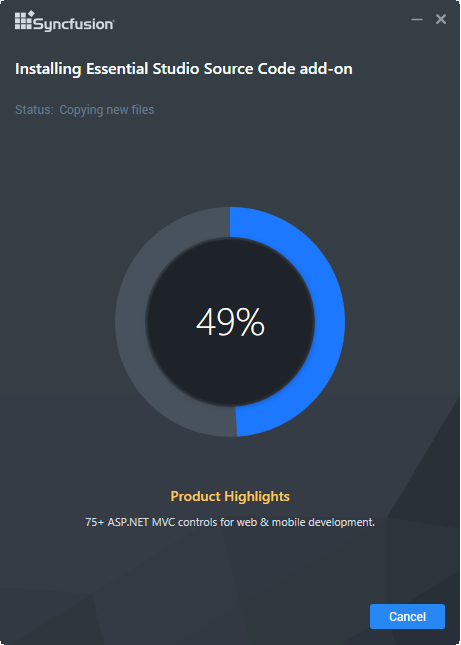 Syncfusion
Installing Essential Studio Source Code add-on
Status: Copying new files
49%
Product Highlights
75+ ASP.NET MVC controls for web & mobile development.
Cancel